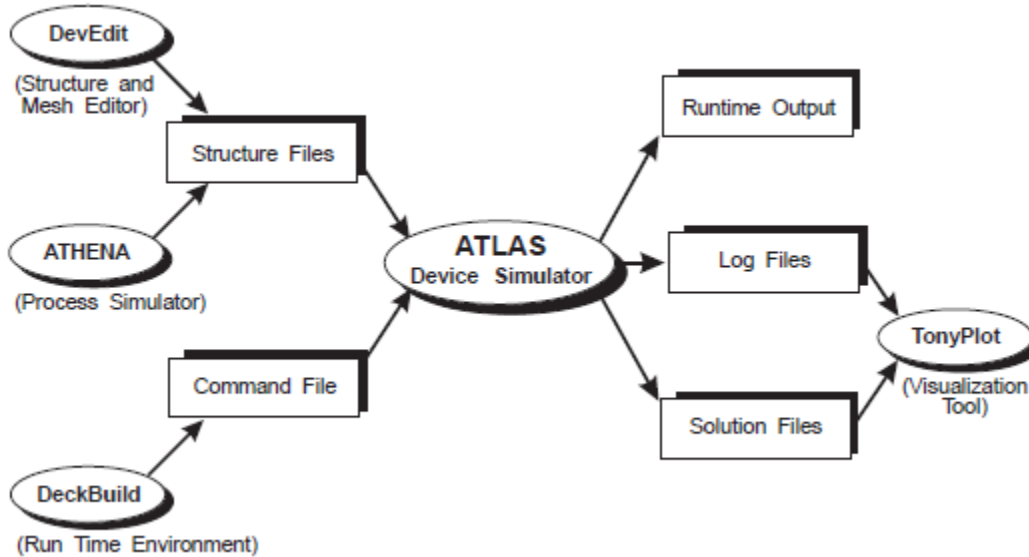 DevEdit
(Structure and
Mesh Editor)
Structure Files
ATHENA
(Process Simulator)
Command File
DeckBuild
(Run Time Environment)
ATLAS
Device Simulator
Runtime Output
Log Files
Solution Files
TonyPlot
(Visualization
Tool)